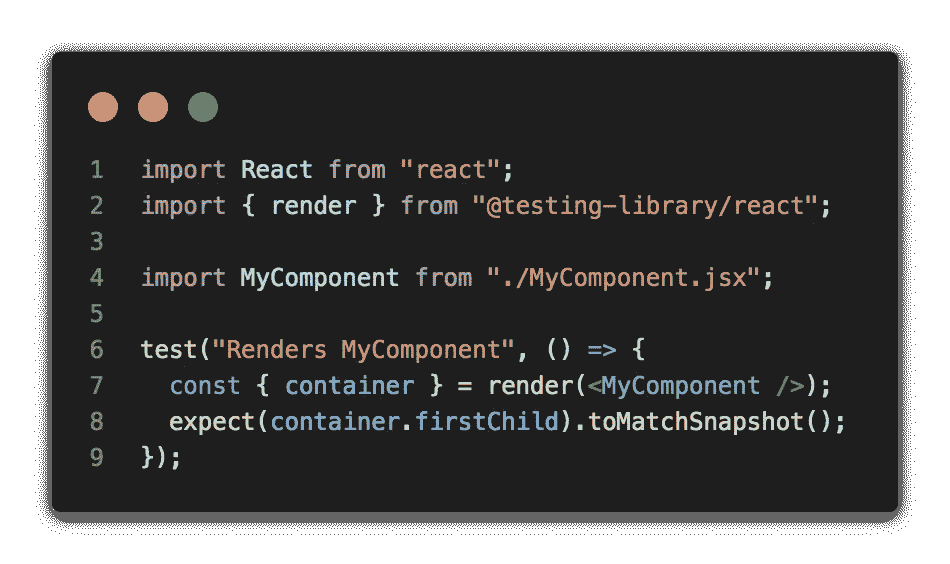 1 import React from "react";
2 import { render } from "@testing-library/react";
3
4 import MyComponent from "./MyComponent.jsx";
5
6 test("Renders MyComponent", () => {
7   const { container } = render(<MyComponent />);
8   expect(container.firstChild).toMatchSnapshot();
9 });